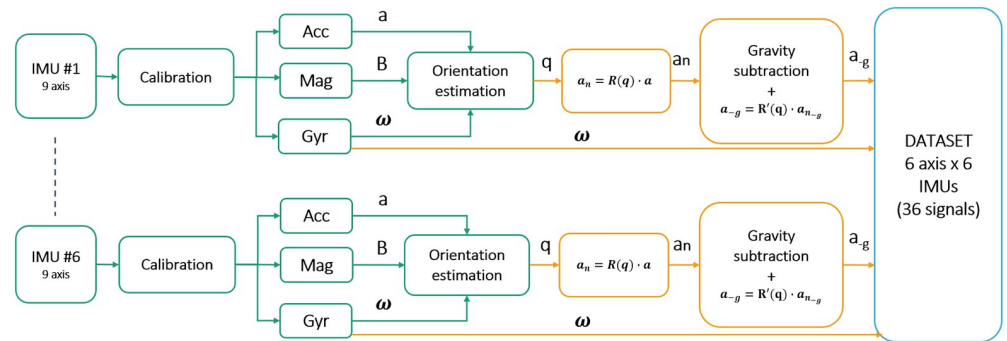 IMU #1
9 axis
Calibration
Acc
Mag
Gyr
a
B
ω
Orientation
estimation
q
aₙ = R(q) · a
an
Gravity
subtraction
+
a₋g = R′(q) · aₙ₋g
a-g
ω
IMU #6
9 axis
Calibration
Acc
Mag
Gyr
a
B
ω
Orientation
estimation
q
aₙ = R(q) · a
an
Gravity
subtraction
+
a₋g = R′(q) · aₙ₋g
a-g
ω
DATASET
6 axis x 6
IMUs
(36 signals)